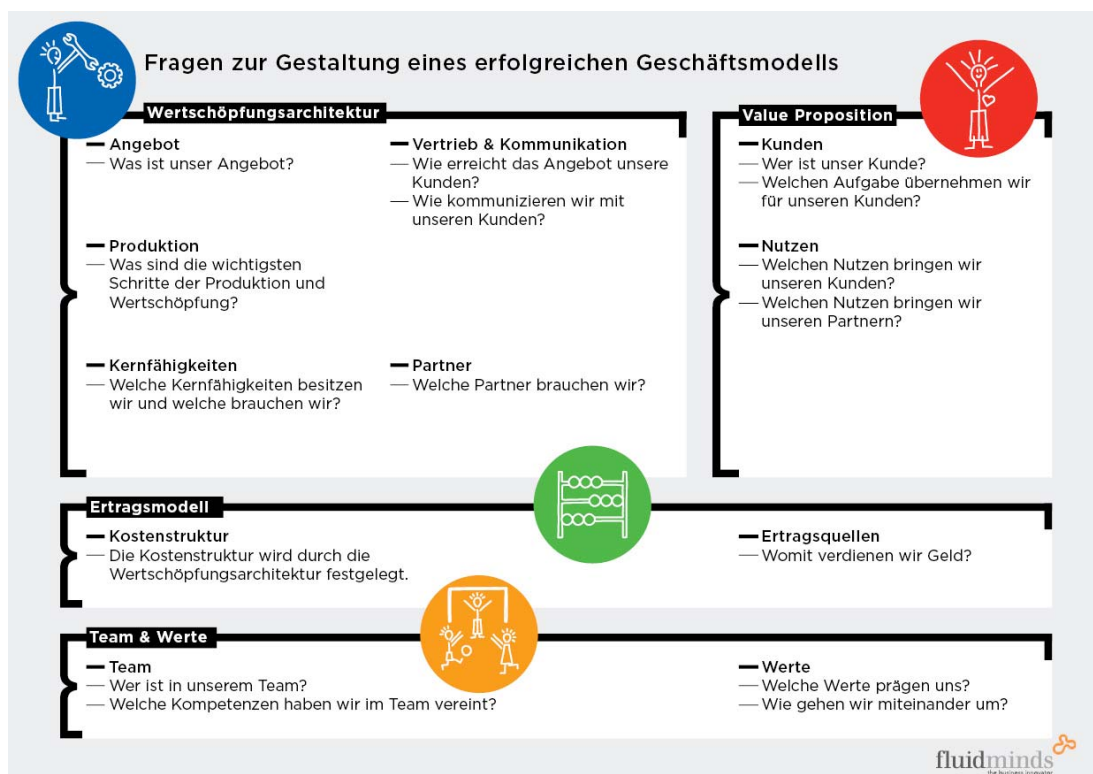 Fragen zur Gestaltung eines erfolgreichen Geschäftsmodells
Wertschöpfungsarchitektur
Angebot
Was ist unser Angebot?
Vertrieb & Kommunikation
Wie erreicht das Angebot unsere
Kunden?
Wie kommunizieren wir mit
unseren Kunden?
Produktion
Was sind die wichtigsten
Schritte der Produktion und
Wertschöpfung?
Kernfähigkeiten
Welche Kernfähigkeiten besitzen
wir und welche brauchen wir?
Partner
Welche Partner brauchen wir?
Value Proposition
Kunden
Wer ist unser Kunde?
Welchen Aufgabe übernehmen wir
für unseren Kunden?
Nutzen
Welchen Nutzen bringen wir
unseren Kunden?
Welchen Nutzen bringen wir
unseren Partnern?
Ertragsmodell
Kostenstruktur
Die Kostenstruktur wird durch die
Wertschöpfungsarchitektur festgelegt.
Ertragsquellen
Womit verdienen wir Geld?
Team & Werte
Team
Wer ist in unserem Team?
Welche Kompetenzen haben wir im Team vereint?
Werte
Welche Werte prägen uns?
Wie gehen wir miteinander um?
fluidminds
the business innovator